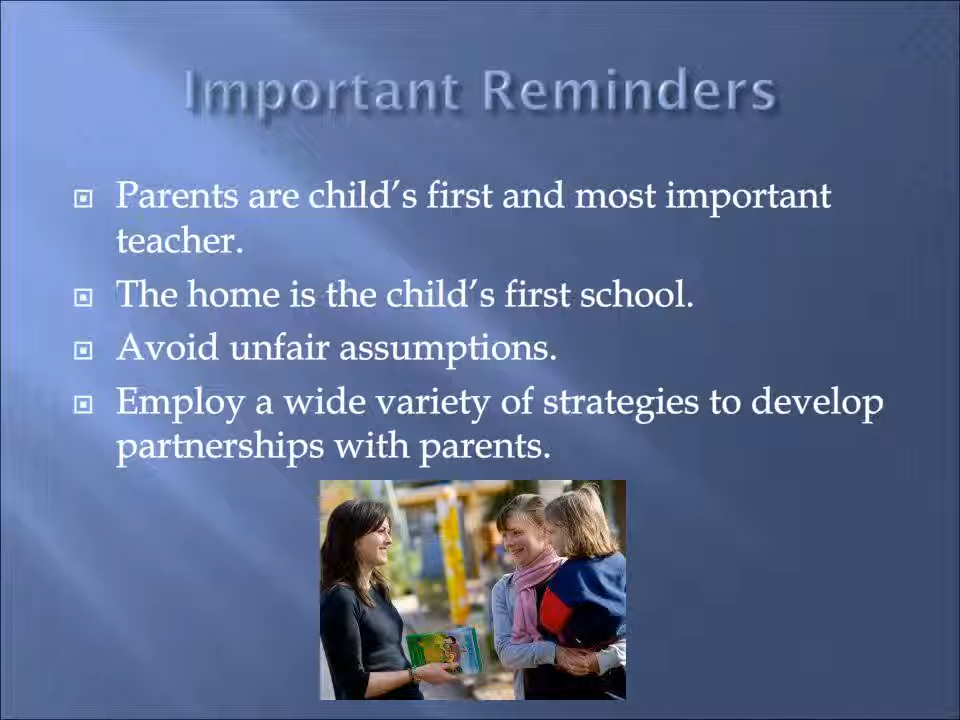 Important Reminders
Parents are child’s first and most important
teacher.
The home is the child’s first school.
Avoid unfair assumptions.
Employ a wide variety of strategies to develop
partnerships with parents.